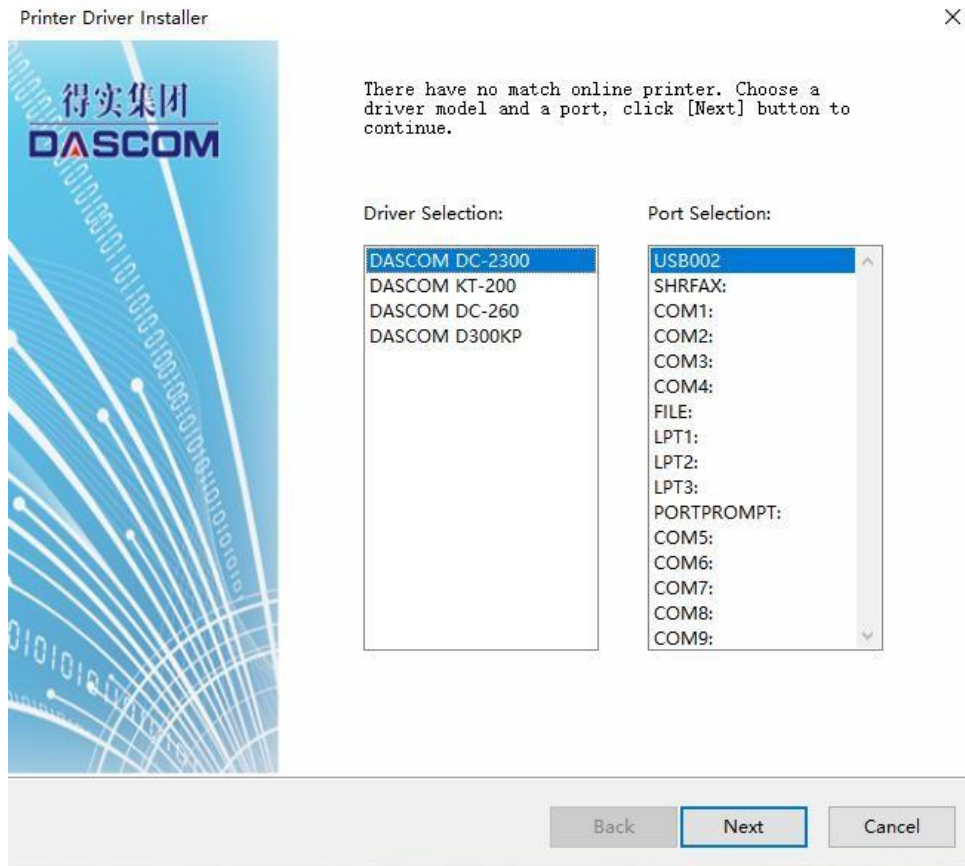 Printer Driver Installer
得实集团
DASCOM
There have no match online printer. Choose a
driver model and a port, click [Next] button to
continue.
Driver Selection:
DASCOM DC-2300
DASCOM KT-200
DASCOM DC-260
DASCOM D300KP
Port Selection:
USB002
SHRFAX:
COM1:
COM2:
COM3:
COM4:
FILE:
LPT1:
LPT2:
LPT3:
PORTPROMPT:
COM5:
COM6:
COM7:
COM8:
COM9:
Back
Next
Cancel